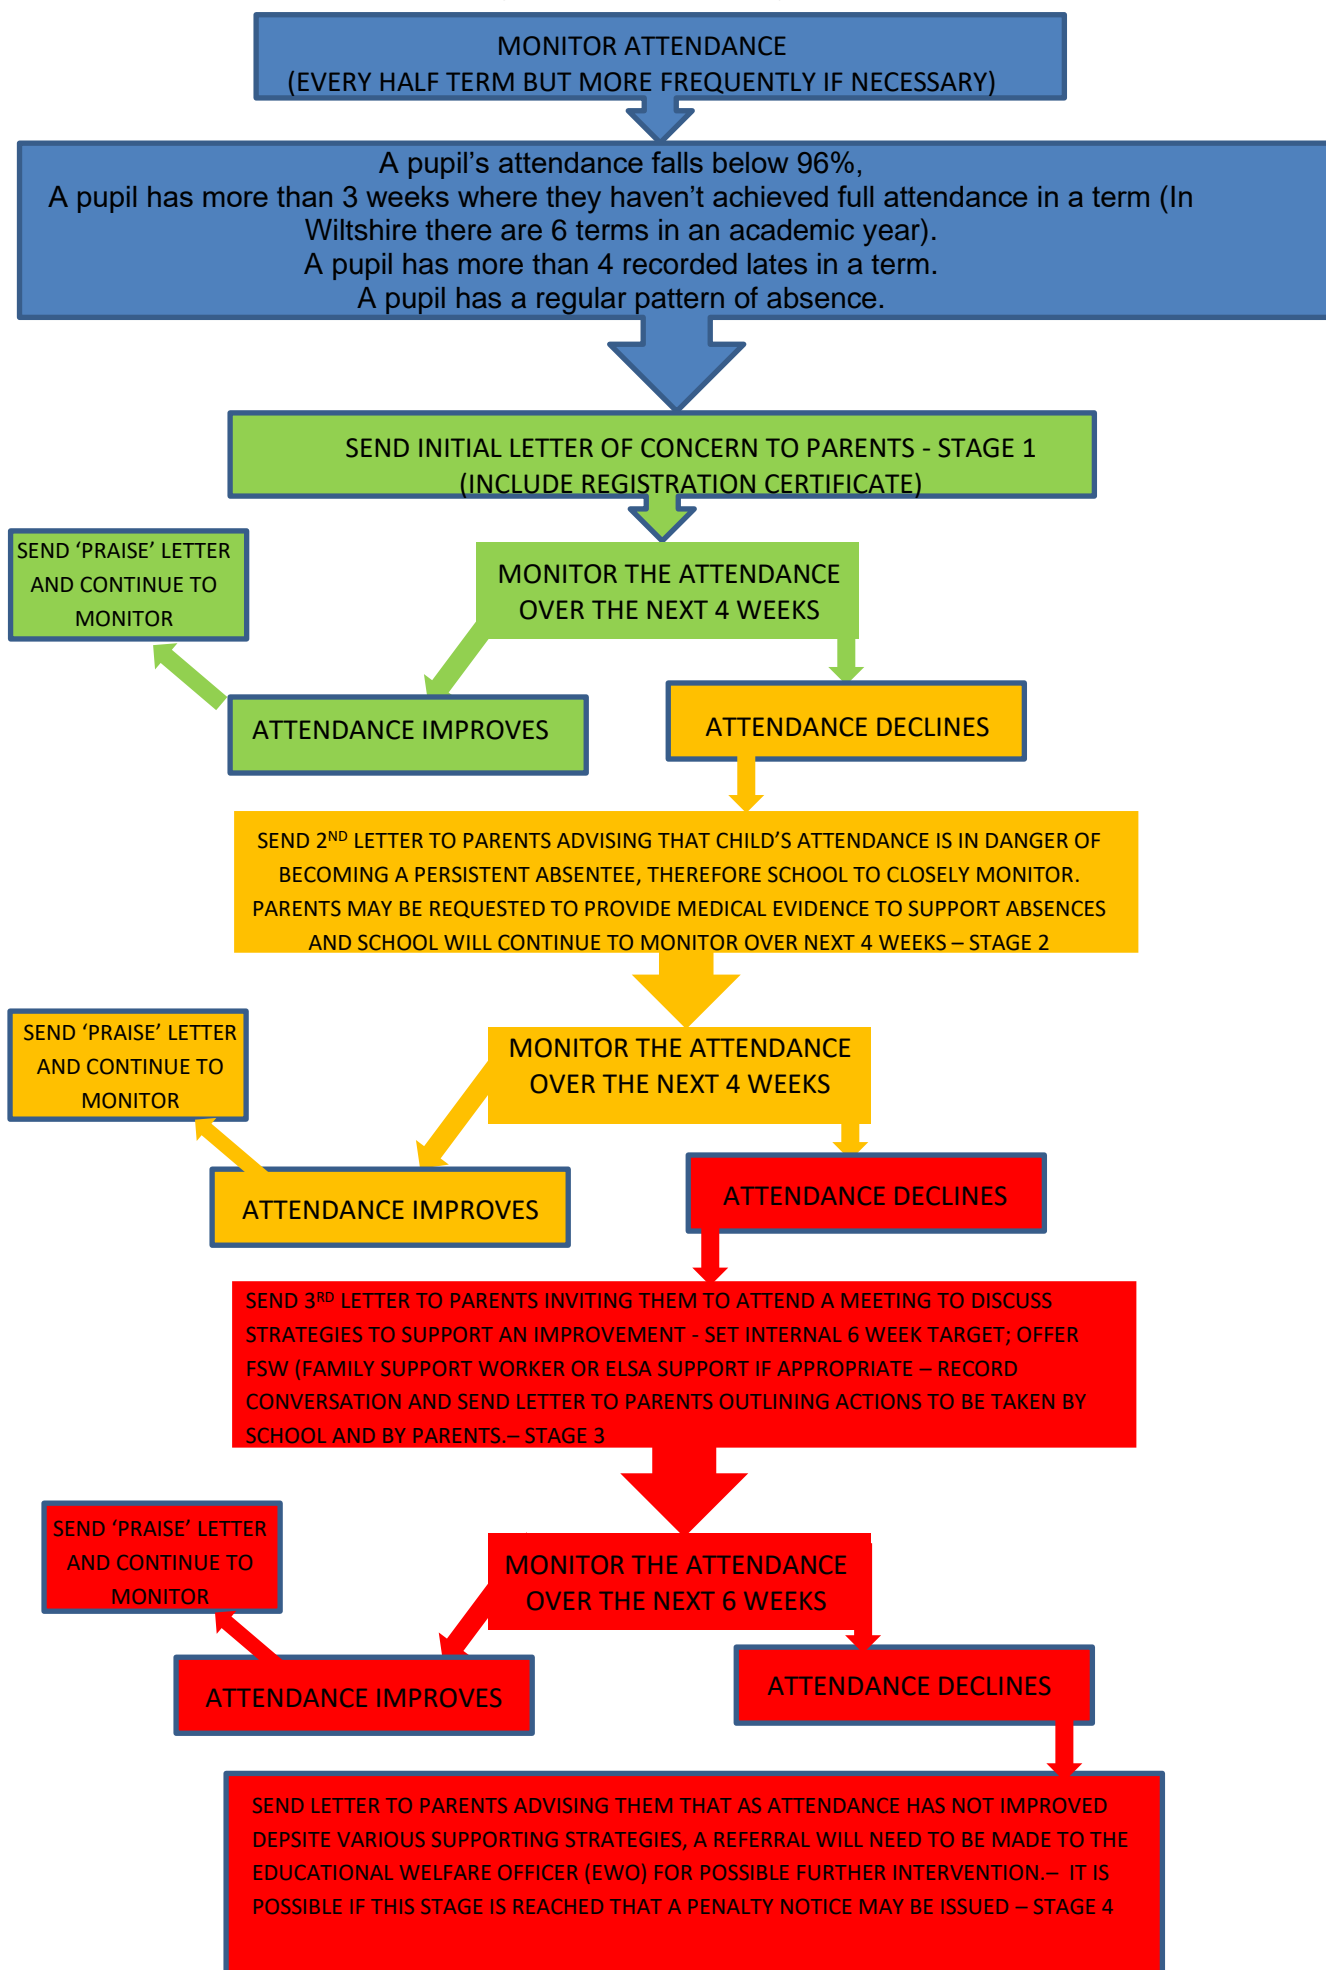 MONITOR ATTENDANCE
(EVERY HALF TERM BUT MORE FREQUENTLY IF NECESSARY)
A pupil’s attendance falls below 96%,
A pupil has more than 3 weeks where they haven’t achieved full attendance in a term (In
Wiltshire there are 6 terms in an academic year).
A pupil has more than 4 recorded lates in a term.
A pupil has a regular pattern of absence.
SEND INITIAL LETTER OF CONCERN TO PARENTS - STAGE 1
(INCLUDE REGISTRATION CERTIFICATE)
SEND ‘PRAISE’ LETTER
AND CONTINUE TO
MONITOR
MONITOR THE ATTENDANCE
OVER THE NEXT 4 WEEKS
ATTENDANCE IMPROVES
ATTENDANCE DECLINES
SEND 2ND LETTER TO PARENTS ADVISING THAT CHILD’S ATTENDANCE IS IN DANGER OF
BECOMING A PERSISTENT ABSENTEE, THEREFORE SCHOOL TO CLOSELY MONITOR.
PARENTS MAY BE REQUESTED TO PROVIDE MEDICAL EVIDENCE TO SUPPORT ABSENCES
AND SCHOOL WILL CONTINUE TO MONITOR OVER NEXT 4 WEEKS – STAGE 2
SEND ‘PRAISE’ LETTER
AND CONTINUE TO
MONITOR
MONITOR THE ATTENDANCE
OVER THE NEXT 4 WEEKS
ATTENDANCE IMPROVES
ATTENDANCE DECLINES
SEND 3RD LETTER TO PARENTS INVITING THEM TO ATTEND A MEETING TO DISCUSS
STRATEGIES TO SUPPORT AN IMPROVEMENT - SET INTERNAL 6 WEEK TARGET; OFFER
FSW (FAMILY SUPPORT WORKER OR ELSA SUPPORT IF APPROPRIATE – RECORD
CONVERSATION AND SEND LETTER TO PARENTS OUTLINING ACTIONS TO BE TAKEN BY
SCHOOL AND BY PARENTS.– STAGE 3
SEND ‘PRAISE’ LETTER
AND CONTINUE TO
MONITOR
MONITOR THE ATTENDANCE
OVER THE NEXT 6 WEEKS
ATTENDANCE IMPROVES
ATTENDANCE DECLINES
SEND LETTER TO PARENTS ADVISING THEM THAT AS ATTENDANCE HAS NOT IMPROVED
DEPSITE VARIOUS SUPPORTING STRATEGIES, A REFERRAL WILL NEED TO BE MADE TO THE
EDUCATIONAL WELFARE OFFICER (EWO) FOR POSSIBLE FURTHER INTERVENTION.– IT IS
POSSIBLE IF THIS STAGE IS REACHED THAT A PENALTY NOTICE MAY BE ISSUED – STAGE 4